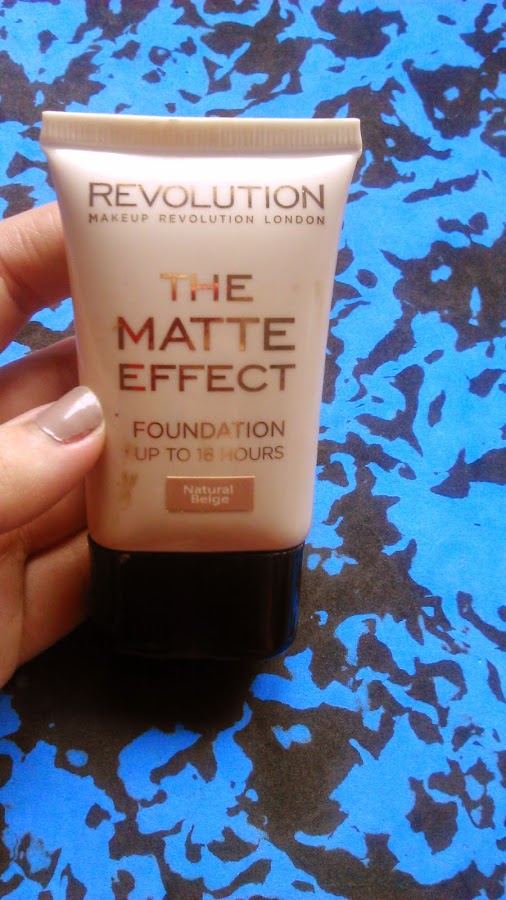 REVOLUTION
MAKEUP REVOLUTION LONDON
THE
MATTE
EFFECT
FOUNDATION
UP TO 18 HOURS
Natural
Beige